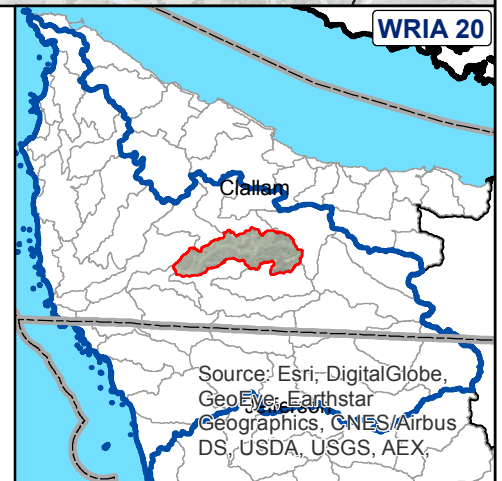 WRIA 20
Clallam
Source: Esri, DigitalGlobe,
GeoEye, Earthstar
Geographics, CNES/Airbus
DS, USDA, USGS, AEX,